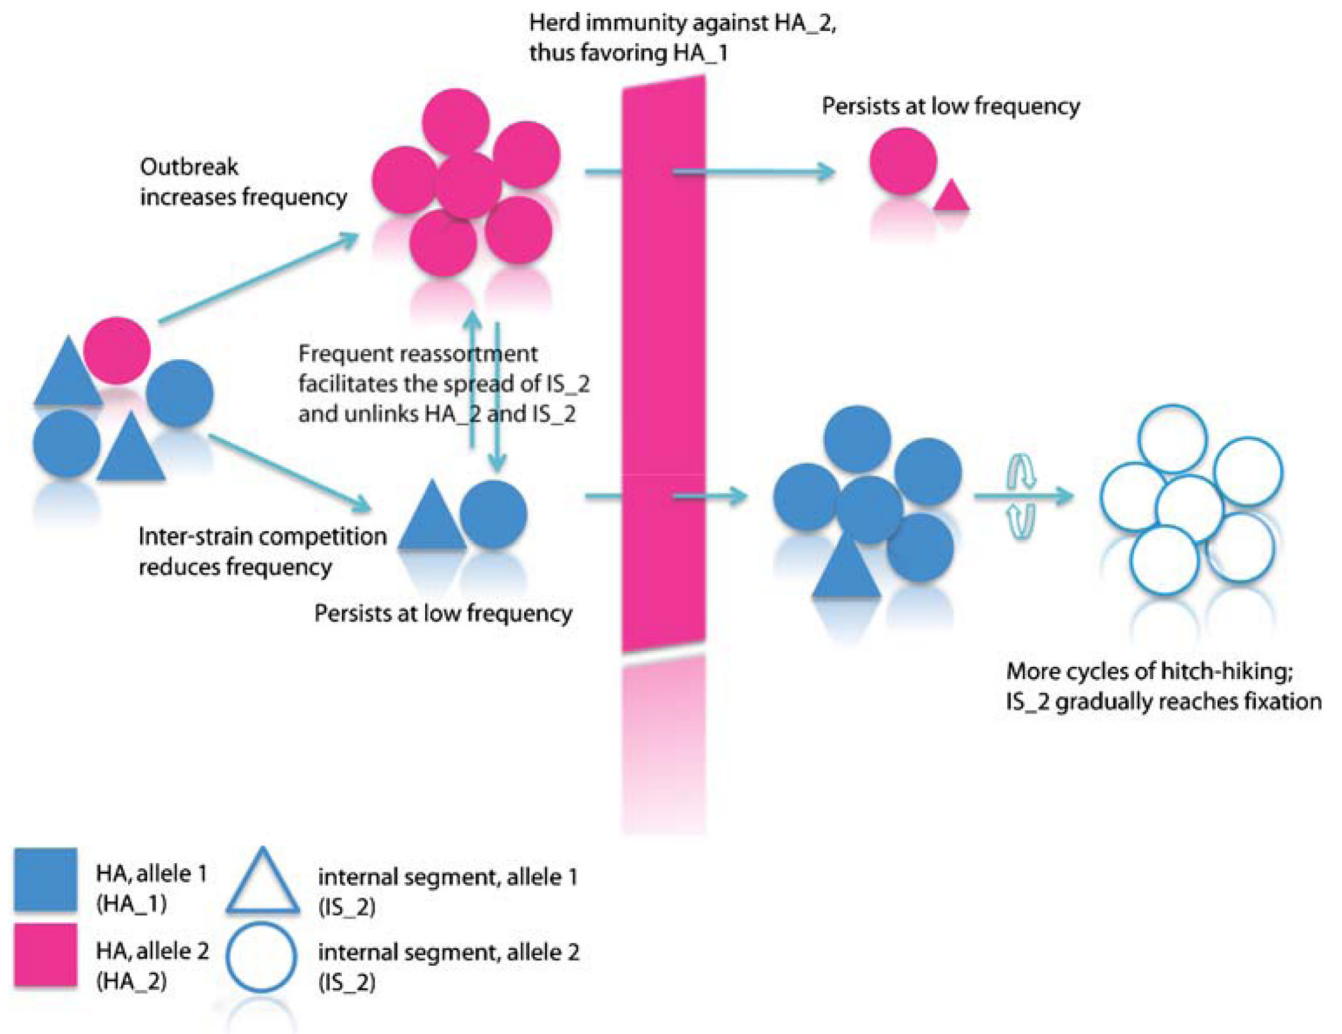 Herd immunity against HA_2,
thus favoring HA_1
Persists at low frequency
Outbreak
increases frequency
Frequent reassortment
facilitates the spread of IS_2
and unlinks HA_2 and IS_2
Inter-strain competition
reduces frequency
Persists at low frequency
More cycles of hitch-hiking;
IS_2 gradually reaches fixation
HA, allele 1
(HA_1)
internal segment, allele 1
(IS_2)
HA, allele 2
(HA_2)
internal segment, allele 2
(IS_2)